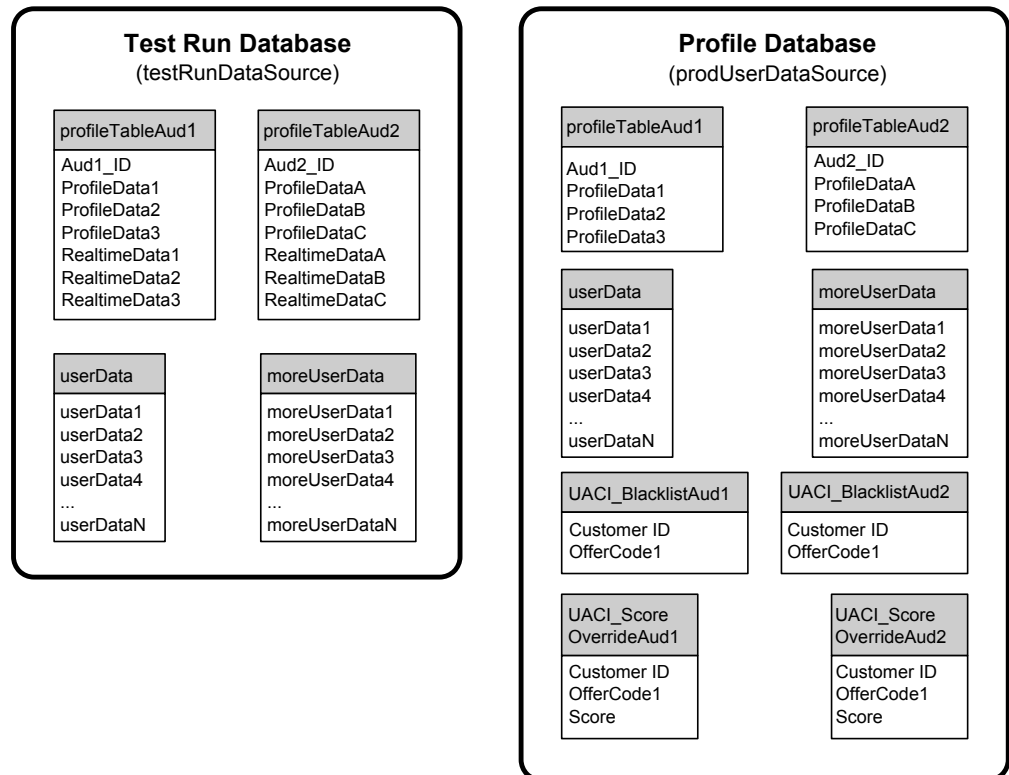 Test Run Database
(testRunDataSource)
profileTableAud1
Aud1_ID
ProfileData1
ProfileData2
ProfileData3
RealtimeData1
RealtimeData2
RealtimeData3
profileTableAud2
Aud2_ID
ProfileDataA
ProfileDataB
ProfileDataC
RealtimeDataA
RealtimeDataB
RealtimeDataC
userData
userData1
userData2
userData3
userData4
...
userDataN
moreUserData
moreUserData1
moreUserData2
moreUserData3
moreUserData4
...
moreUserDataN
Profile Database
(prodUserDataSource)
profileTableAud1
Aud1_ID
ProfileData1
ProfileData2
ProfileData3
profileTableAud2
Aud2_ID
ProfileDataA
ProfileDataB
ProfileDataC
userData
userData1
userData2
userData3
userData4
...
userDataN
moreUserData
moreUserData1
moreUserData2
moreUserData3
moreUserData4
...
moreUserDataN
UACI_BlacklistAud1
Customer ID
OfferCode1
UACI_BlacklistAud2
Customer ID
OfferCode1
UACI_Score
OverrideAud1
Customer ID
OfferCode1
Score
UACI_Score
OverrideAud2
Customer ID
OfferCode1
Score